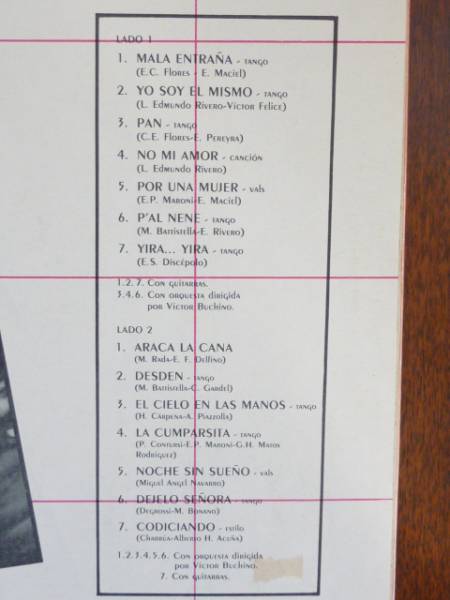 LADO 1
1. MALA ENTRAÑA - TANGO
(E.C. Flores - E. Maciel)
2. YO SOY EL MISMO - TANGO
(L. Edmundo Rivero-Víctor Felice)
3. PAN - TANGO
(C.E. Flores-E. Pereyra)
4. NO MI AMOR - CANCIÓN
(L. Edmundo Rivero)
5. POR UNA MUJER - vals
(E.P. Maroni-E. Maciel)
6. P'AL NENE - TANGO
(M. Battistella-E. Rivero)
7. YIRA... YIRA - TANGO
(E.S. Discépolo)
1.2.7. Con guitarras.
3.4.6. Con orquesta dirigida
por Víctor Buchino.
LADO 2
1. ARACA LA CANA
(M. Rada-E. F. Delfino)
2. DESDEN - TANGO
(M. Battistella-C. Gardel)
3. EL CIELO EN LAS MANOS - TANGO
(H. Cárpena-A. Piazzolla)
4. LA CUMPARSITA - TANGO
(P. Contursi-E.P. Maroni-G.H. Matos
Rodríguez)
5. NOCHE SIN SUEÑO - vals
(Miguel Angel Navarro)
6. DEJELO SEÑORA - TANGO
(Degrossi-M. Bonano)
7. CODICIANDO - estilo
(Charrúa-Alberto H. Acuña)
1.2.3.4.5.6. Con orquesta dirigida
por Víctor Buchino.
7. Con guitarras.